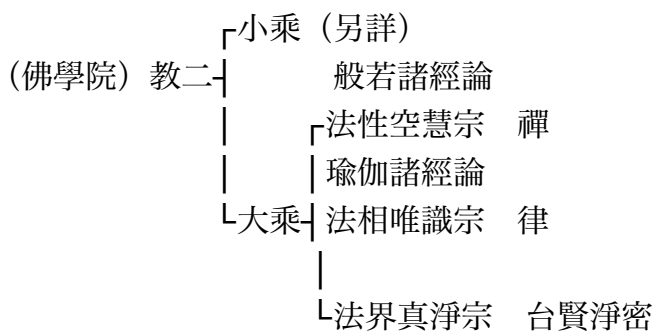 ┌小乘（另詳）
（佛學院）教二┤　　般若諸經論
│　　┌法性空慧宗　禪
│　　│瑜伽諸經論
└大乘┤法相唯識宗　律
│
└法界真淨宗　台賢淨密